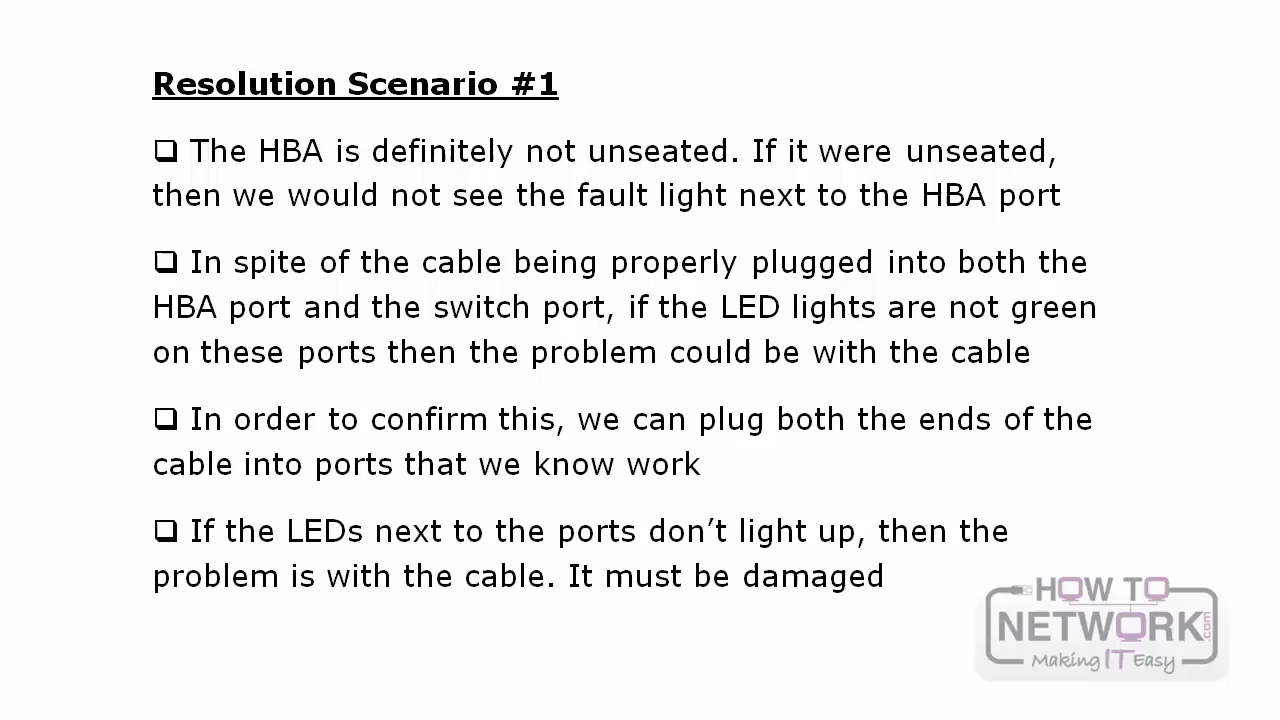 Resolution Scenario #1
❑ The HBA is definitely not unseated. If it were unseated,
then we would not see the fault light next to the HBA port
❑ In spite of the cable being properly plugged into both the
HBA port and the switch port, if the LED lights are not green
on these ports then the problem could be with the cable
❑ In order to confirm this, we can plug both the ends of the
cable into ports that we know work
❑ If the LEDs next to the ports don’t light up, then the
problem is with the cable. It must be damaged
HOW TO
NETWORK.com
Making IT Easy